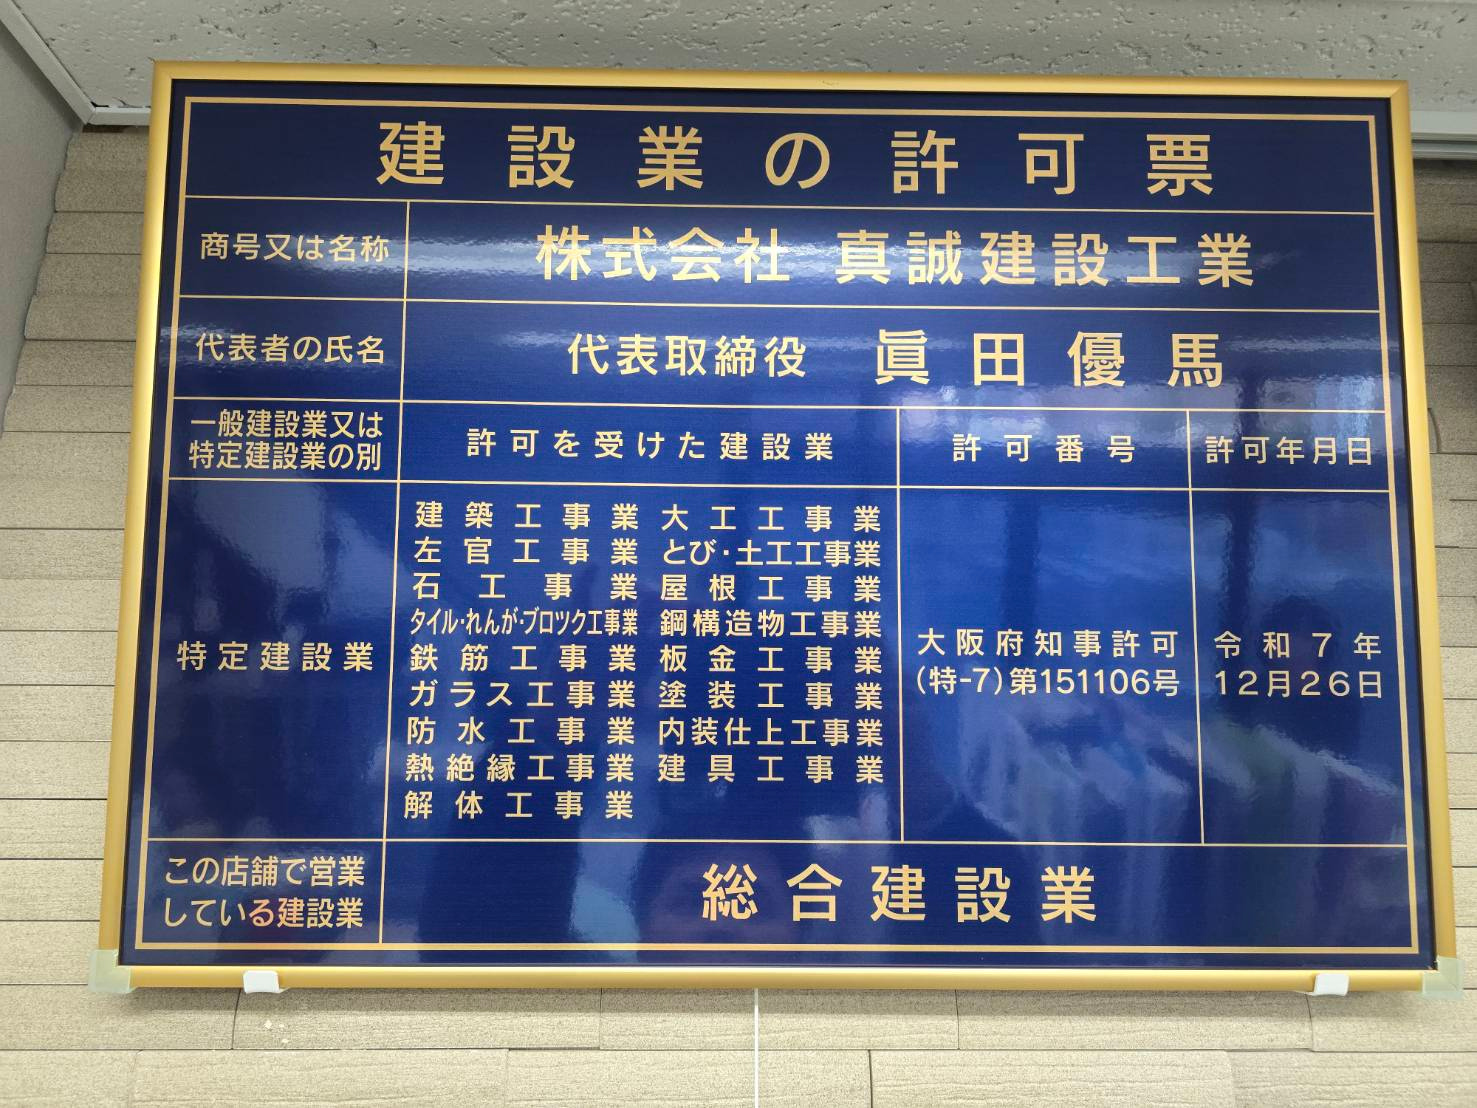 建設業の許可票
商号又は名称
株式会社 真誠建設工業
代表者の氏名
代表取締役 眞田優馬
一般建設業又は
特定建設業の別
許可を受けた建設業
許可番号
許可年月日
特定建設業
建築工事業 大工工事業
左官工事業 とび・土工工事業
石工事業 屋根工事業
タイル・れんが・ブロック工事業 鋼構造物工事業
鉄筋工事業 板金工事業
ガラス工事業 塗装工事業
防水工事業 内装仕上工事業
熱絶縁工事業 建具工事業
解体工事業
大阪府知事許可
(特-7)第151106号
令和7年
12月26日
この店舗で営業
している建設業
総合建設業